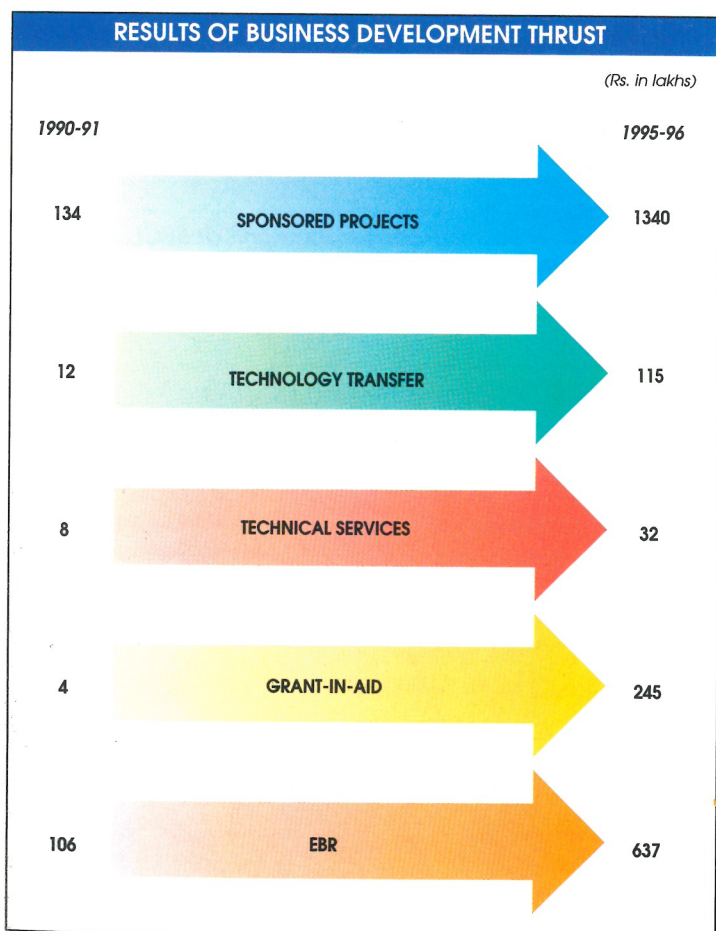 RESULTS OF BUSINESS DEVELOPMENT THRUST
(Rs. in lakhs)
1990-91 1995-96
134 SPONSORED PROJECTS 1340
12 TECHNOLOGY TRANSFER 115
8 TECHNICAL SERVICES 32
4 GRANT-IN-AID 245
106 EBR 637